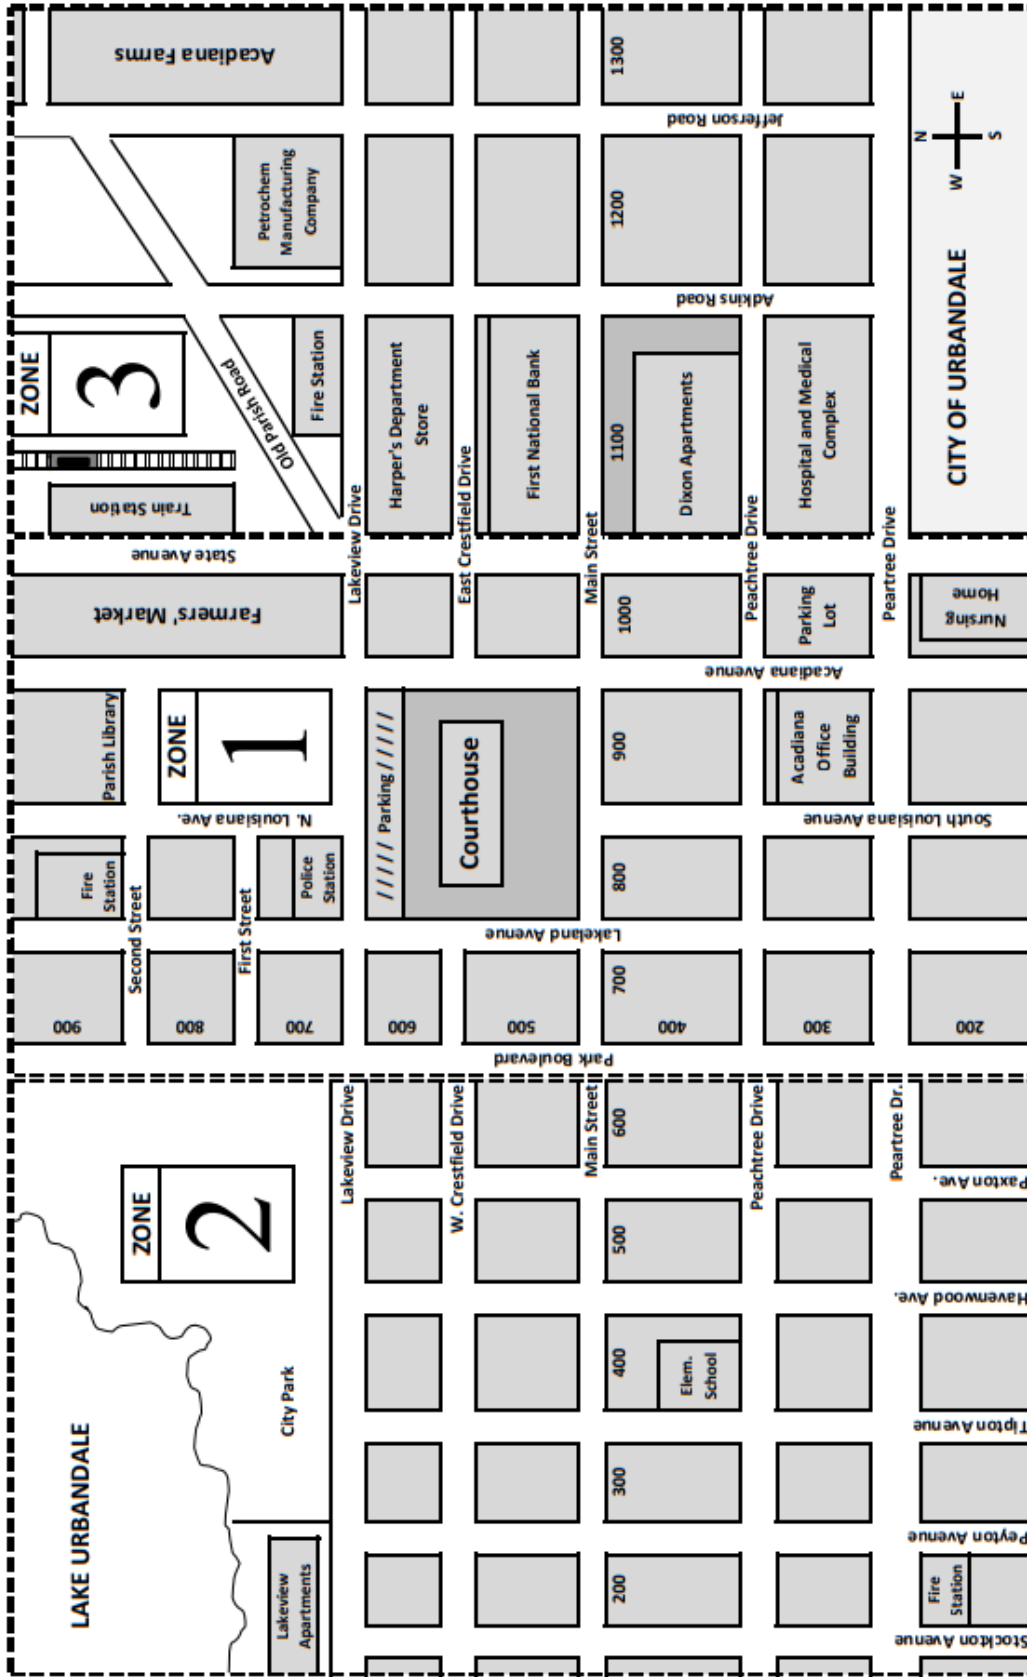 LAKE URBANDALE
ZONE
2
City Park
Lakeview
Apartments
900
800
700
600
500
400
300
200
Second Street
First Street
Fire
Station
Police
Station
N. Louisiana Ave.
Parish Library
ZONE
1
Farmers' Market
State Avenue
Train Station
ZONE
3
Old Parish Road
Fire Station
Petrochem
Manufacturing
Company
Acadiana Farms
Lakeview Drive
Lakeview Drive
///// Parking /////
Courthouse
Harper's Department
Store
W. Crestfield Drive
East Crestfield Drive
First National Bank
Park Boulevard
Lakeland Avenue
Main Street
Main Street
200
300
400
500
600
700
800
900
1000
1100
1200
1300
Elem.
School
Dixon Apartments
Acadiana Avenue
Adkins Road
Jefferson Road
Peachtree Drive
Peachtree Drive
Acadiana
Office
Building
Parking
Lot
Hospital and Medical
Complex
South Louisiana Avenue
Peartree Dr.
Peartree Drive
Stockton Avenue
Fire
Station
Peyton Avenue
Tipton Avenue
Havenwood Ave.
Paxton Ave.
Nursing
Home
CITY OF URBANDALE
N
W
E
S